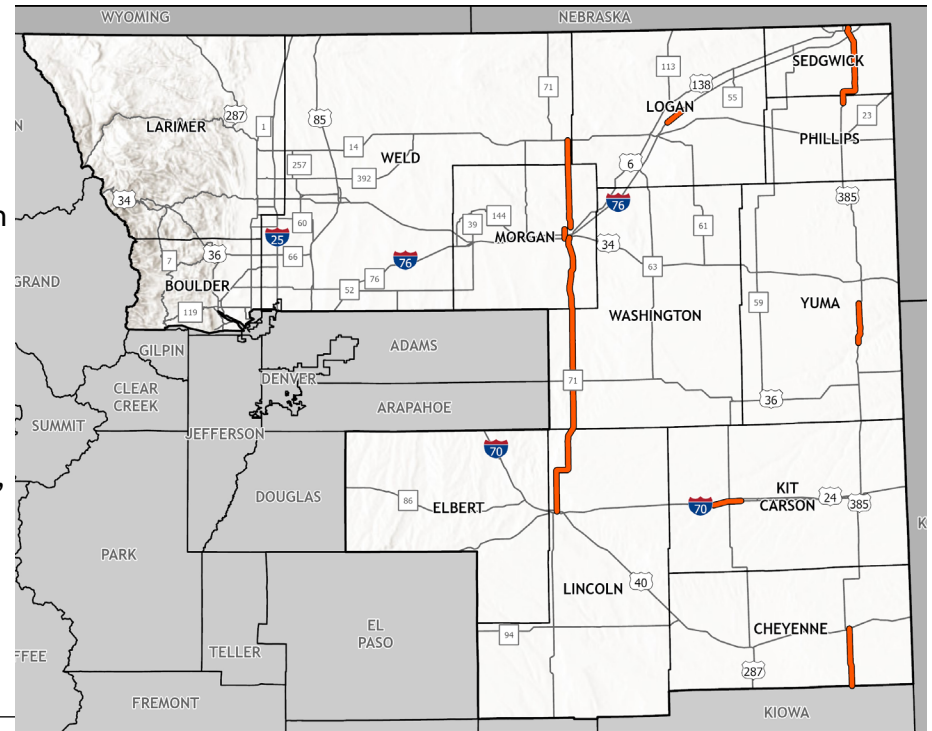 WYOMING
NEBRASKA
SEDGWICK
113
138
71
55
LOGAN
287
85
1
LARIMER
23
PHILLIPS
14
WELD
257
392
6
34
385
76
144
39
60
61
25
MORGAN
34
36
66
7
76
63
GRAND
BOULDER
76
52
59
YUMA
119
WASHINGTON
GILPIN
ADAMS
DENVER
71
CLEAR
CREEK
36
ARAPAHOE
SUMMIT
JEFFERSON
70
KIT
CARSON
24
385
DOUGLAS
86
ELBERT
70
PARK
40
LINCOLN
EL
PASO
CHEYENNE
94
TELLER
FFEE
287
FREMONT
KIOWA